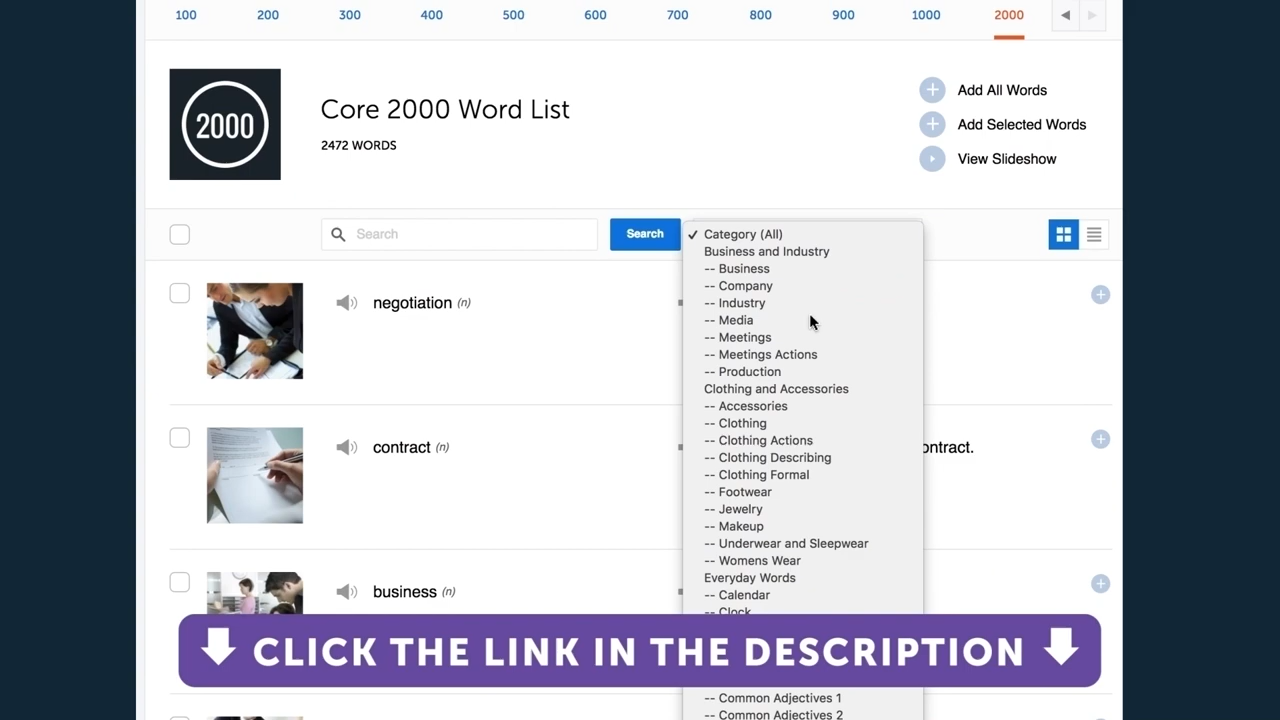 100 200 300 400 500 600 700 800 900 1000 2000
2000
Core 2000 Word List
2472 WORDS
Add All Words
Add Selected Words
View Slideshow
Search
Search
Category (All)
Business and Industry
-- Business
-- Company
-- Industry
-- Media
-- Meetings
-- Meetings Actions
-- Production
Clothing and Accessories
-- Accessories
-- Clothing
-- Clothing Actions
-- Clothing Describing
-- Clothing Formal
-- Footwear
-- Jewelry
-- Makeup
-- Underwear and Sleepwear
-- Womens Wear
Everyday Words
-- Calendar
-- Clock
-- Common Adjectives 1
-- Common Adjectives 2
negotiation (n)
contract (n)
ontract.
business (n)
CLICK THE LINK IN THE DESCRIPTION